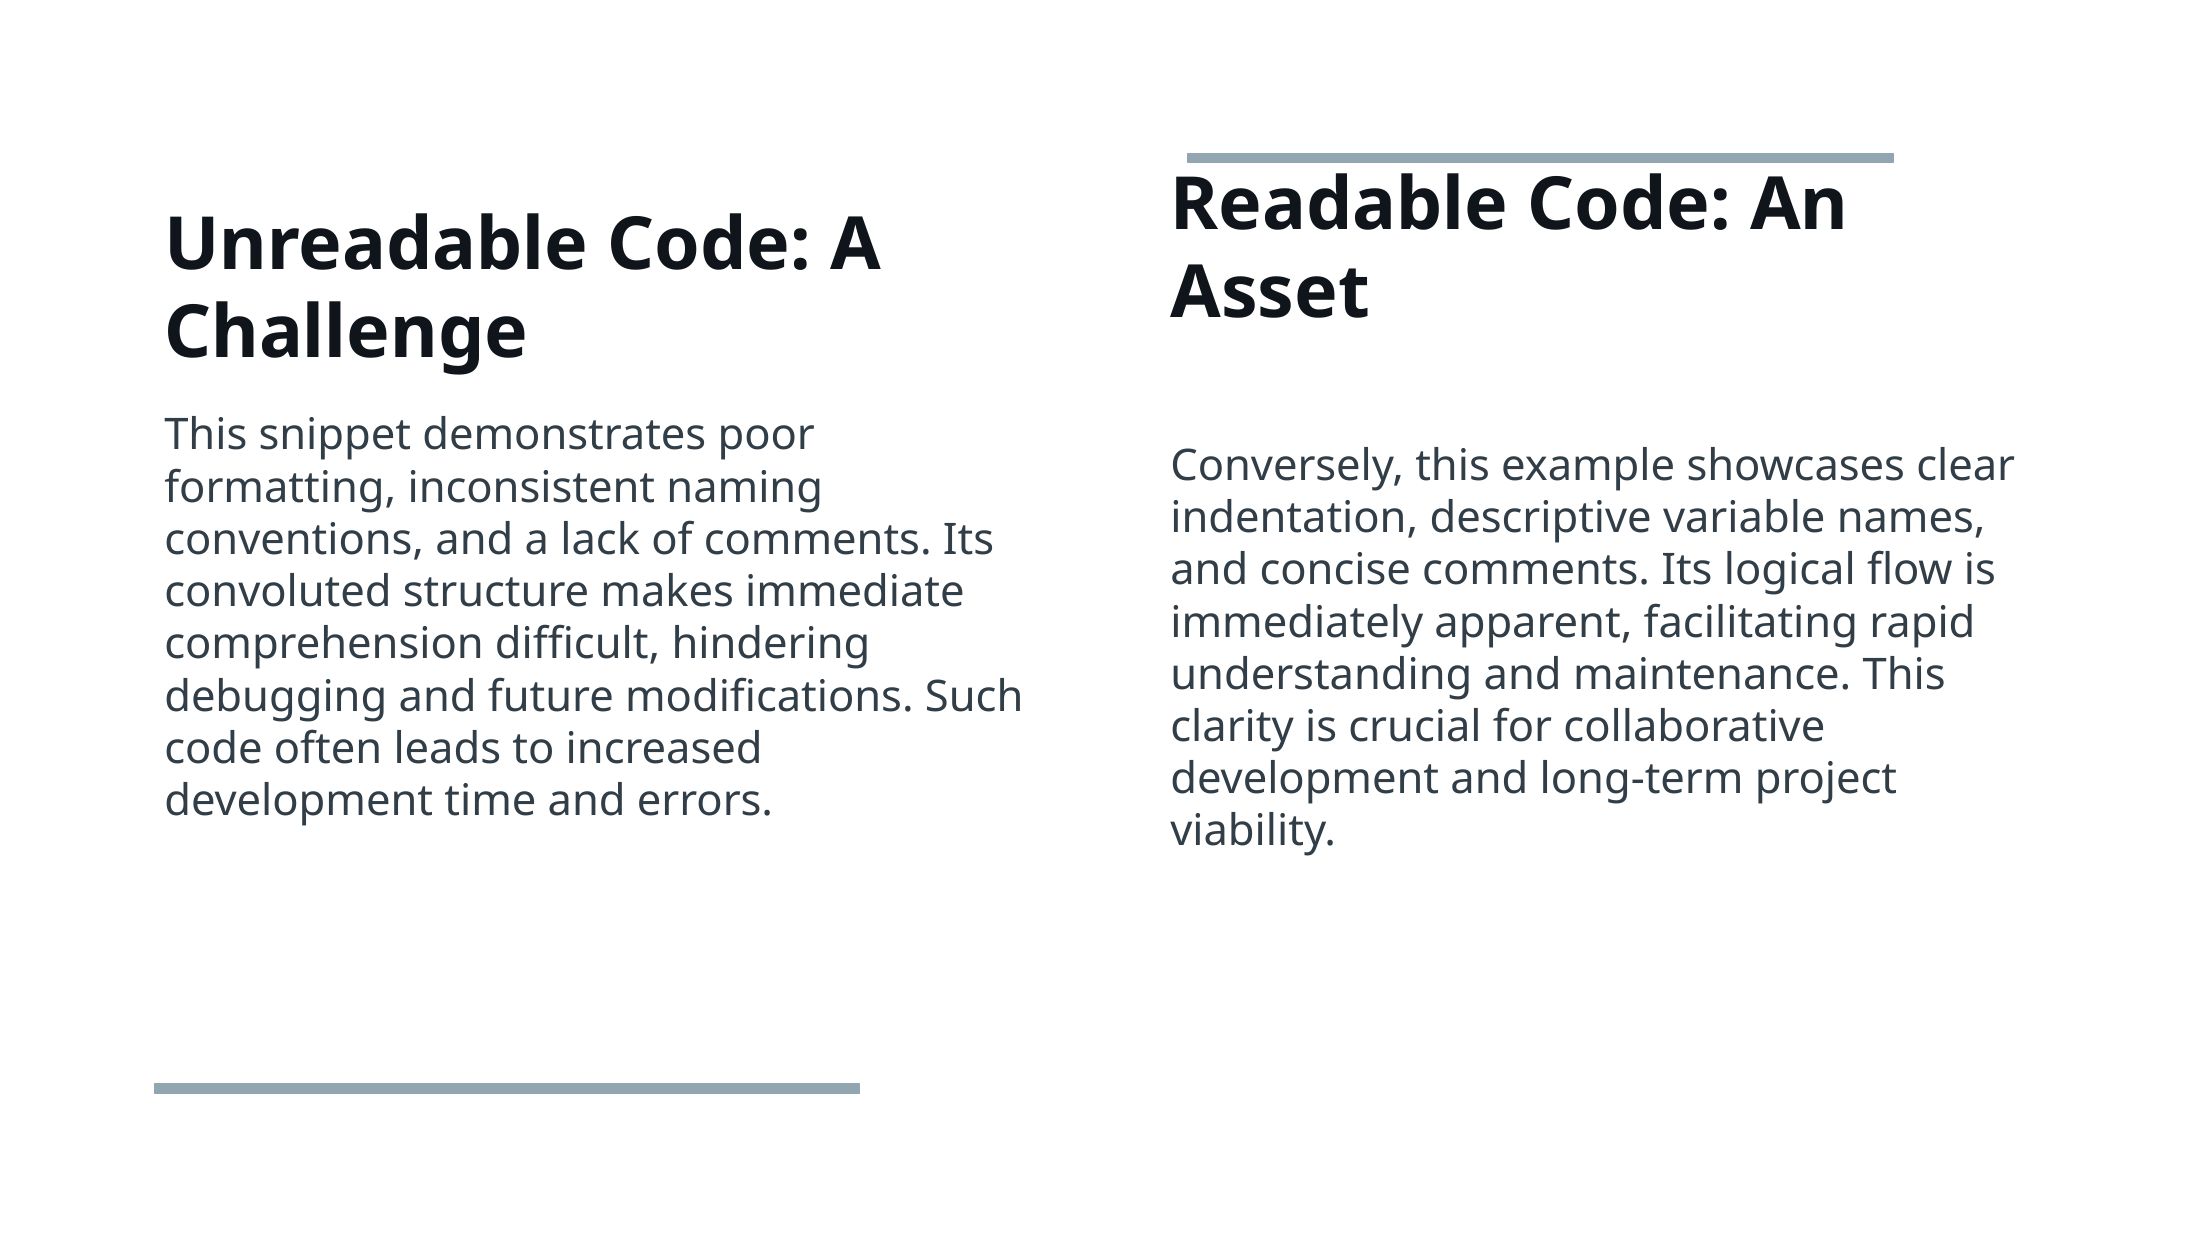 Unreadable Code: A
Challenge
This snippet demonstrates poor
formatting, inconsistent naming
conventions, and a lack of comments. Its
convoluted structure makes immediate
comprehension difficult, hindering
debugging and future modifications. Such
code often leads to increased
development time and errors.
Readable Code: An
Asset
Conversely, this example showcases clear
indentation, descriptive variable names,
and concise comments. Its logical flow is
immediately apparent, facilitating rapid
understanding and maintenance. This
clarity is crucial for collaborative
development and long-term project
viability.